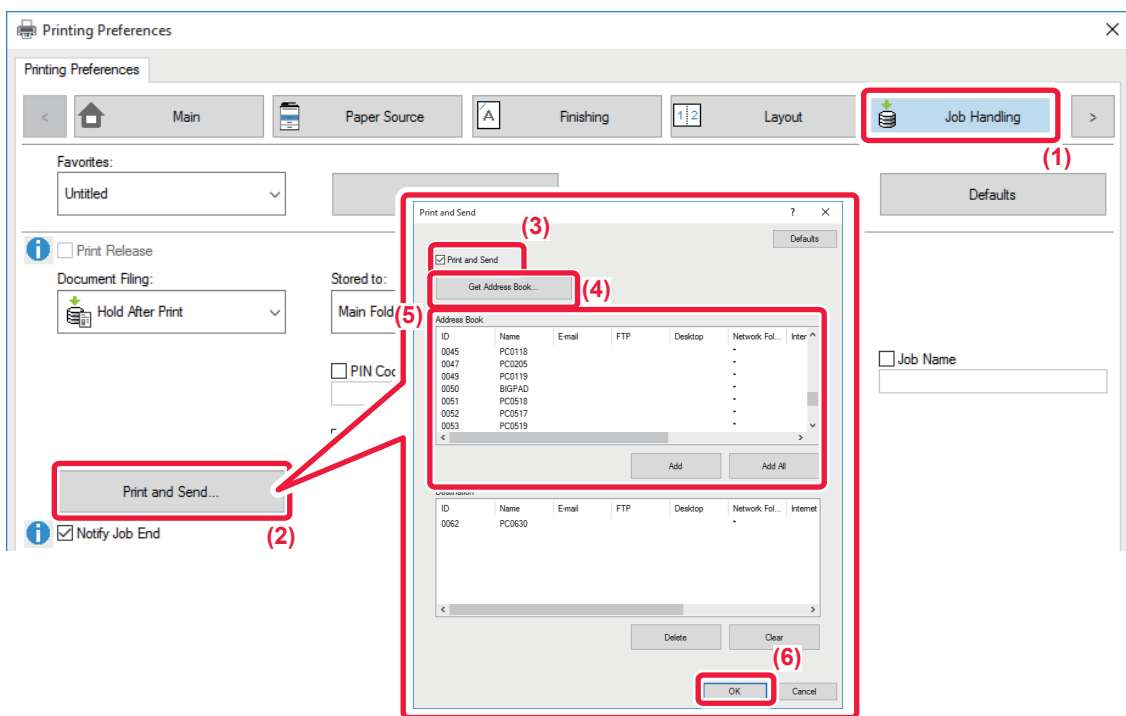 Printing Preferences
Printing Preferences
< Main Paper Source Finishing Layout Job Handling >
(1)
Favorites:
Untitled
Defaults
Print Release
Document Filing:
Hold After Print
Stored to:
Main Fold
PIN Cod
Job Name
Print and Send...
(2)
Notify Job End
Print and Send ?
Defaults
(3)
Print and Send
Get Address Book...
(4)
(5)
Address Book
ID Name E-mail FTP Desktop Network Fol... Inter
0045 PC0118 -
0047 PC0205 -
0049 PC0119 -
0050 BIGPAD -
0051 PC0518 -
0052 PC0517 -
0053 PC0519 -
< >
Add Add All
Destination
ID Name E-mail FTP Desktop Network Fol... Internet
0062 PC0630 -
< >
Delete Clear
(6)
OK Cancel